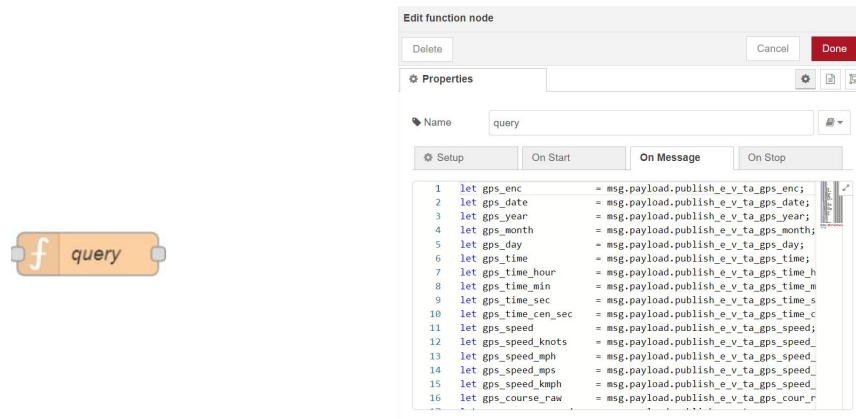 query
Edit function node
Delete Cancel Done
Properties
Name query
Setup On Start On Message On Stop
1 let gps_enc = msg.payload.publish_e_v_ta_gps_enc;
2 let gps_date = msg.payload.publish_e_v_ta_gps_date;
3 let gps_year = msg.payload.publish_e_v_ta_gps_year;
4 let gps_month = msg.payload.publish_e_v_ta_gps_month;
5 let gps_day = msg.payload.publish_e_v_ta_gps_day;
6 let gps_time = msg.payload.publish_e_v_ta_gps_time;
7 let gps_time_hour = msg.payload.publish_e_v_ta_gps_time_h
8 let gps_time_min = msg.payload.publish_e_v_ta_gps_time_m
9 let gps_time_sec = msg.payload.publish_e_v_ta_gps_time_s
10 let gps_time_cen_sec = msg.payload.publish_e_v_ta_gps_time_c
11 let gps_speed = msg.payload.publish_e_v_ta_gps_speed;
12 let gps_speed_knots = msg.payload.publish_e_v_ta_gps_speed_
13 let gps_speed_mph = msg.payload.publish_e_v_ta_gps_speed_
14 let gps_speed_mps = msg.payload.publish_e_v_ta_gps_speed_
15 let gps_speed_kmph = msg.payload.publish_e_v_ta_gps_speed_
16 let gps_course_raw = msg.payload.publish_e_v_ta_gps_cour_r